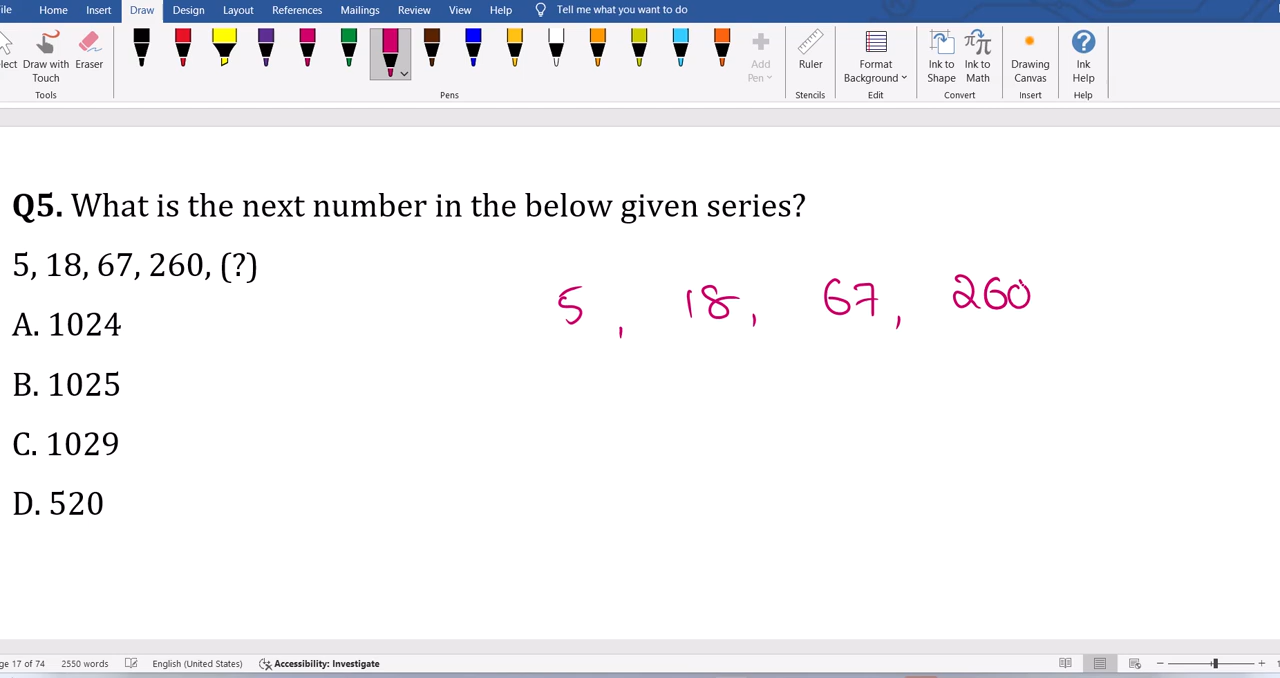 ile Home Insert Draw Design Layout References Mailings Review View Help Tell me what you want to do
lect Draw with Touch Eraser
Add Pen
Ruler
Format Background
Ink to Shape
Ink to Math
Drawing Canvas
Ink Help
Tools Pens Stencils Edit Convert Insert Help
Q5. What is the next number in the below given series?
5, 18, 67, 260, (?)
5 , 18 , 67 , 260
A. 1024
B. 1025
C. 1029
D. 520
ge 17 of 74 2550 words English (United States) Accessibility: Investigate